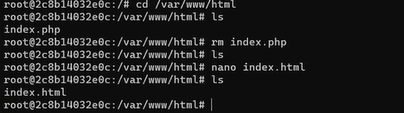 root@2c8b14032e0c:/# cd /var/www/html
root@2c8b14032e0c:/var/www/html# ls
index.php
root@2c8b14032e0c:/var/www/html# rm index.php
root@2c8b14032e0c:/var/www/html# ls
root@2c8b14032e0c:/var/www/html# nano index.html
root@2c8b14032e0c:/var/www/html# ls
index.html
root@2c8b14032e0c:/var/www/html#